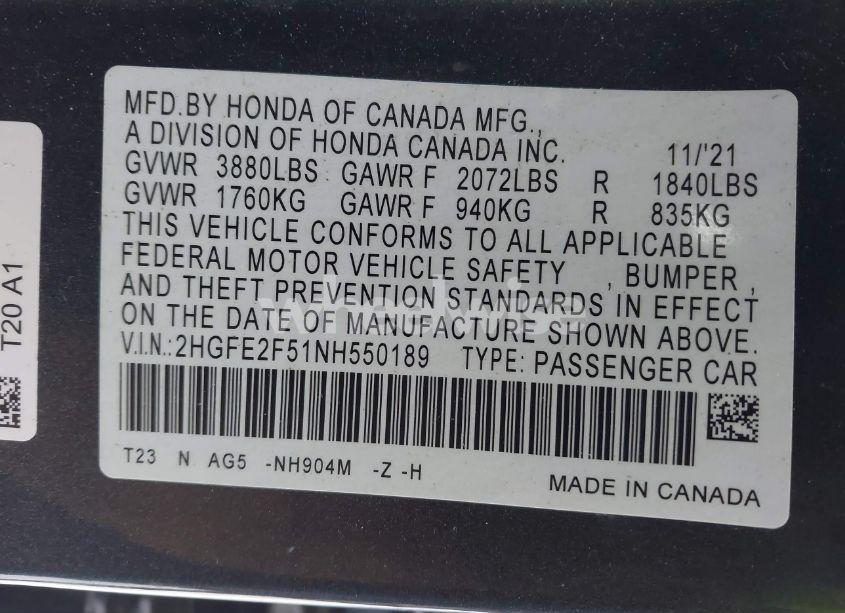 MFD.BY HONDA OF CANADA MFG.,
A DIVISION OF HONDA CANADA INC. 11/'21
GVWR 3880LBS GAWR F 2072LBS R 1840LBS
GVWR 1760KG GAWR F 940KG R 835KG
THIS VEHICLE CONFORMS TO ALL APPLICABLE
FEDERAL MOTOR VEHICLE SAFETY , BUMPER ,
AND THEFT PREVENTION STANDARDS IN EFFECT
ON THE DATE OF MANUFACTURE SHOWN ABOVE.
V.I.N.:2HGFE2F51NH550189 TYPE: PASSENGER CAR
T23 N AG5 -NH904M -Z -H
MADE IN CANADA
T20 A1
wheelwise